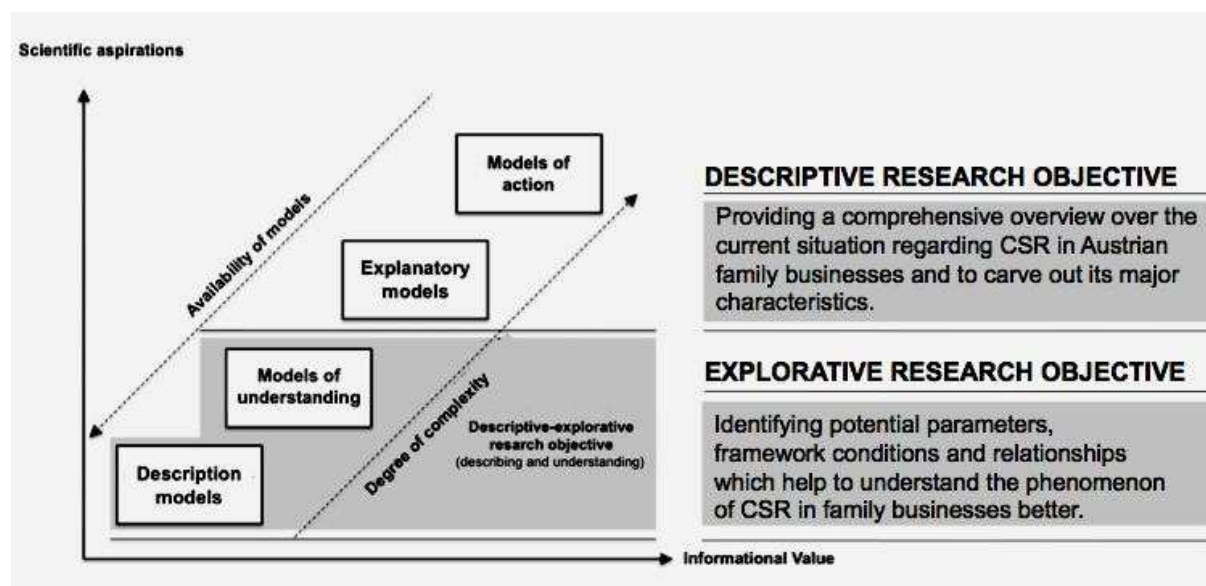 Scientific aspirations
Models of
action
Availability of models
Explanatory
models
Models of
understanding
Degree of complexity
Descriptive-explorative
resarch objective
(describing and understanding)
Description
models
Informational Value
DESCRIPTIVE RESEARCH OBJECTIVE
Providing a comprehensive overview over the
current situation regarding CSR in Austrian
family businesses and to carve out its major
characteristics.
EXPLORATIVE RESEARCH OBJECTIVE
Identifying potential parameters,
framework conditions and relationships
which help to understand the phenomenon
of CSR in family businesses better.